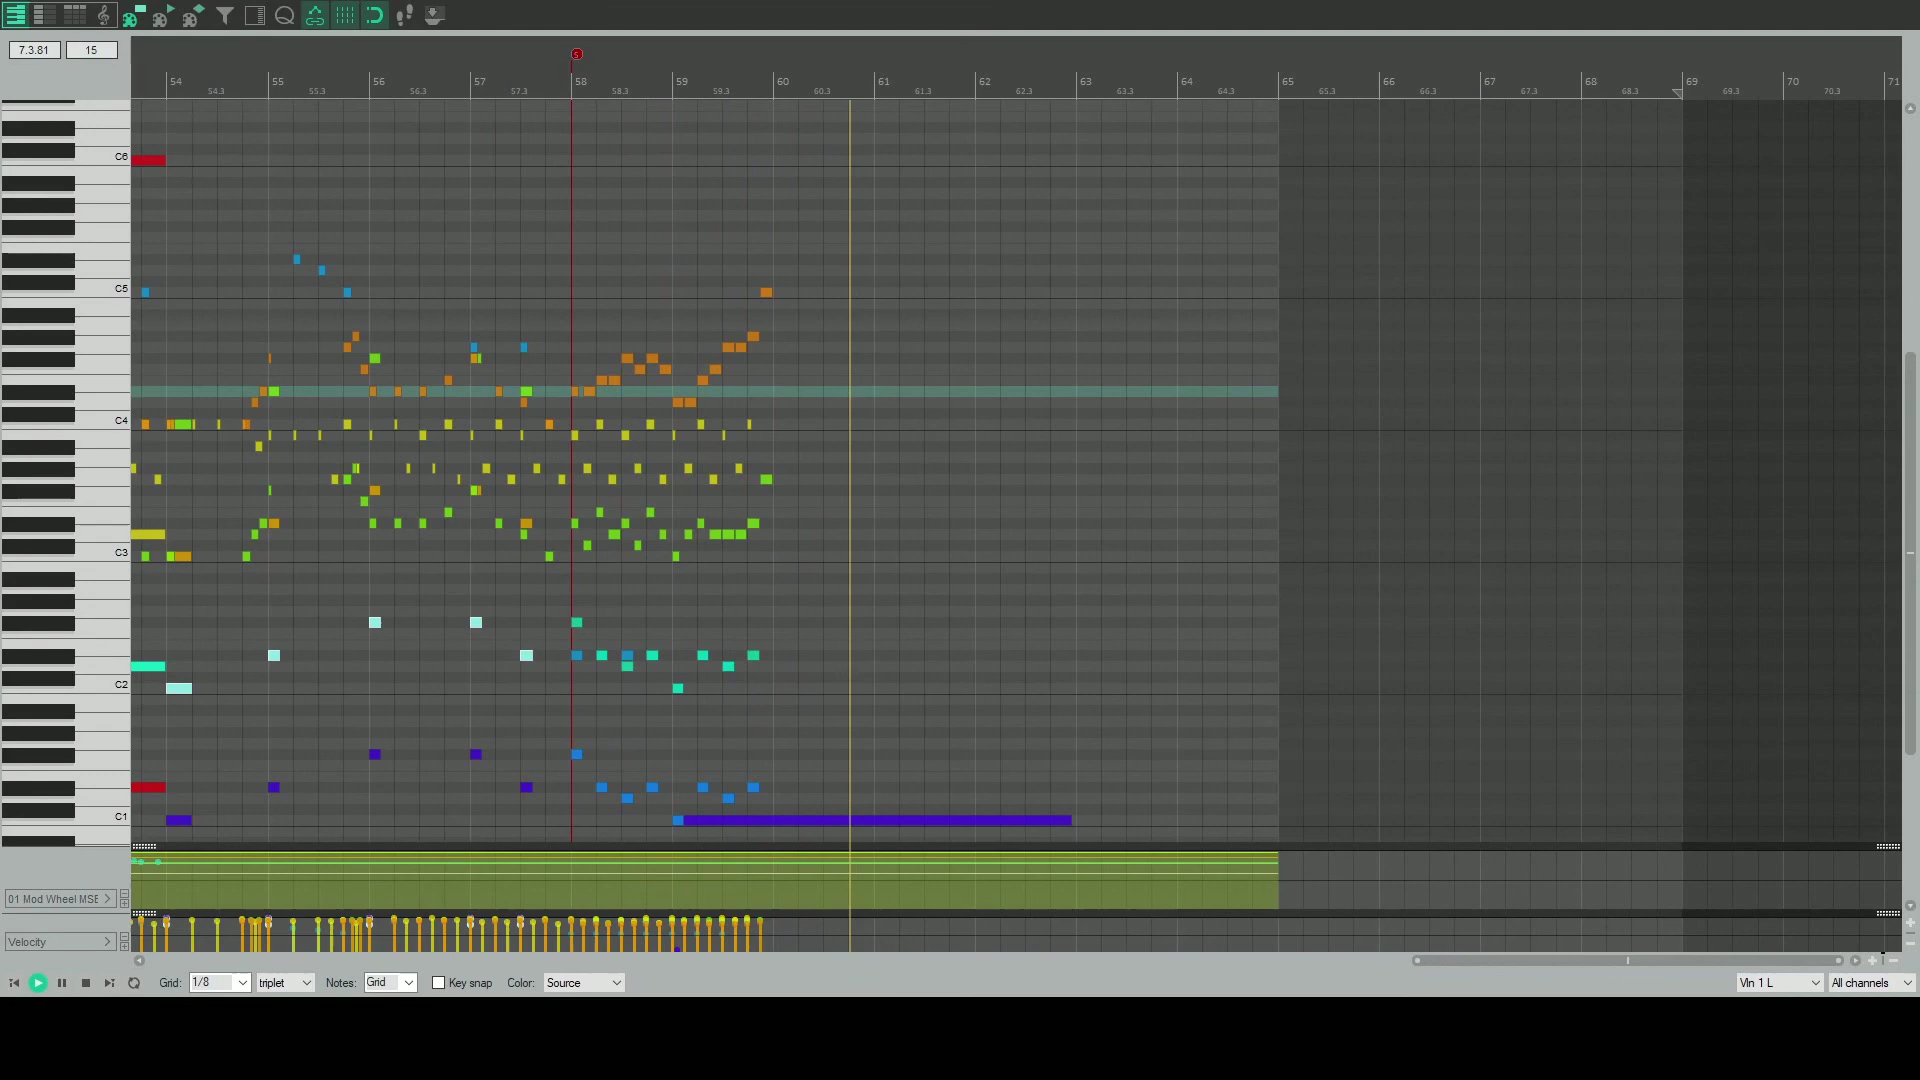 7.3.81 15
S
54 55 56 57 58 59 60 61 62 63 64 65 66 67 68 69 70 71
54.3 55.3 56.3 57.3 58.3 59.3 60.3 61.3 62.3 63.3 64.3 65.3 66.3 67.3 68.3 69.3 70.3
C6
C5
C4
C3
C2
C1
01 Mod Wheel MSB
Velocity
Grid: 1/8 triplet Notes: Grid Key snap Color: Source Vln 1 L All channels